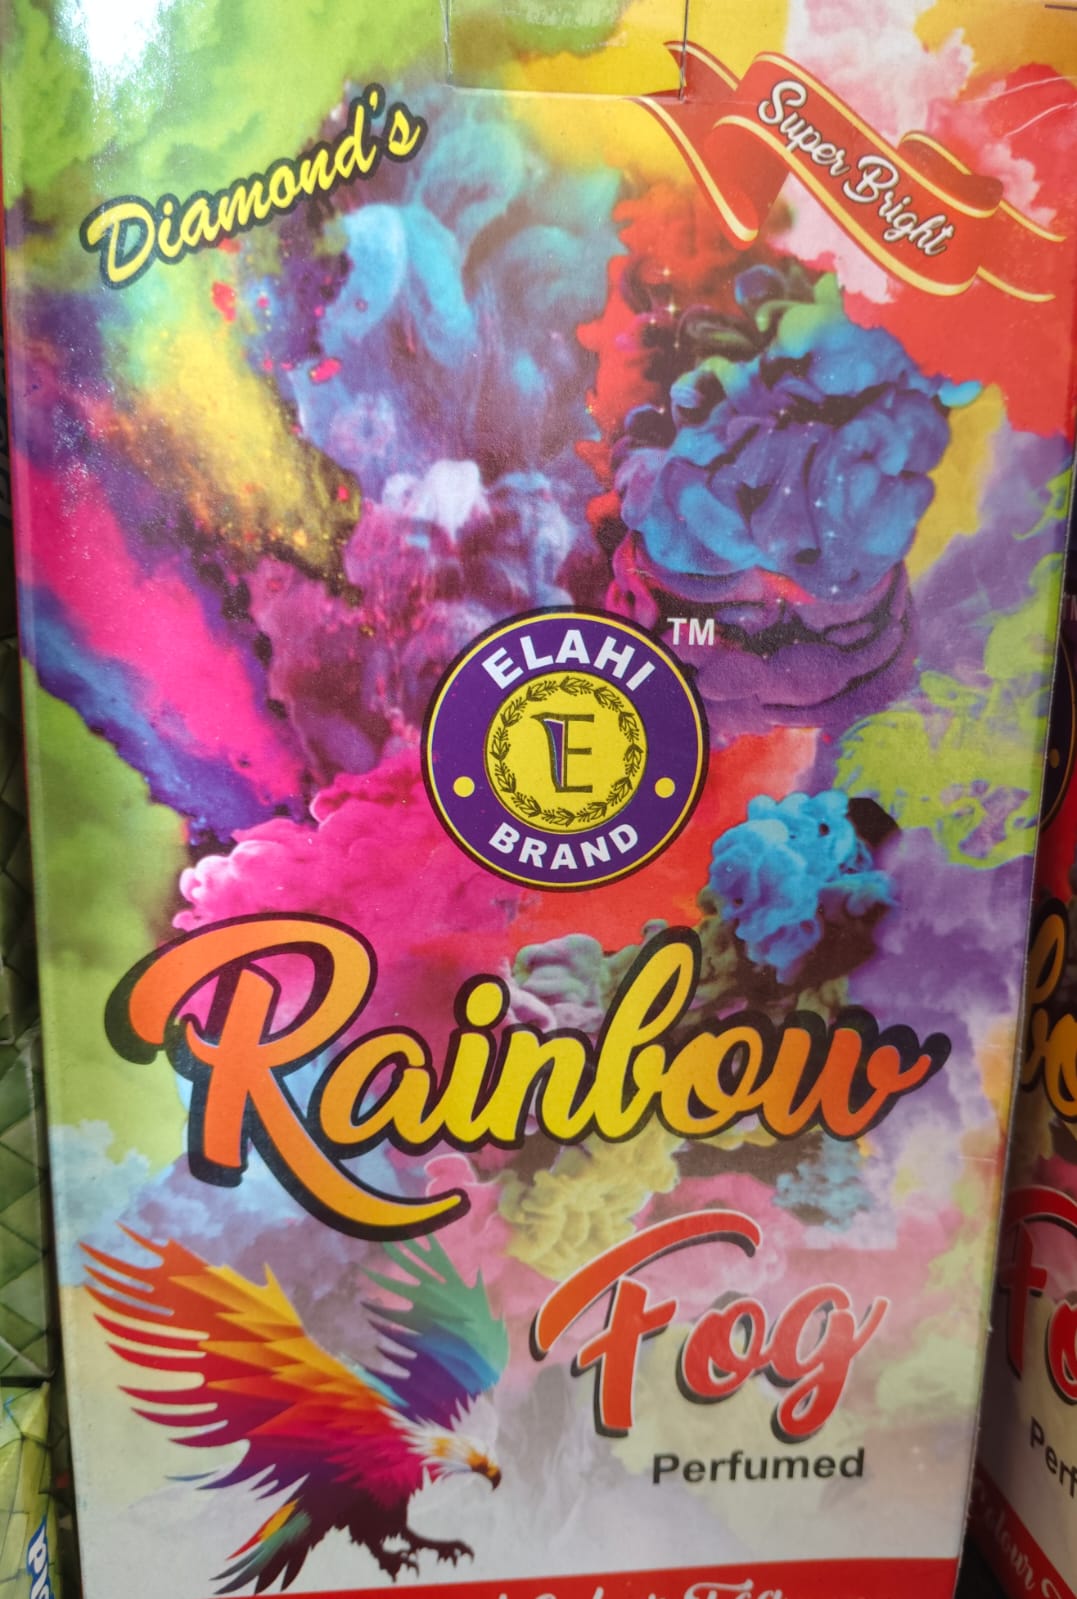 Diamond's
Super Bright
TM
ELAHI
E
BRAND
Rainbow
Fog
Perfumed